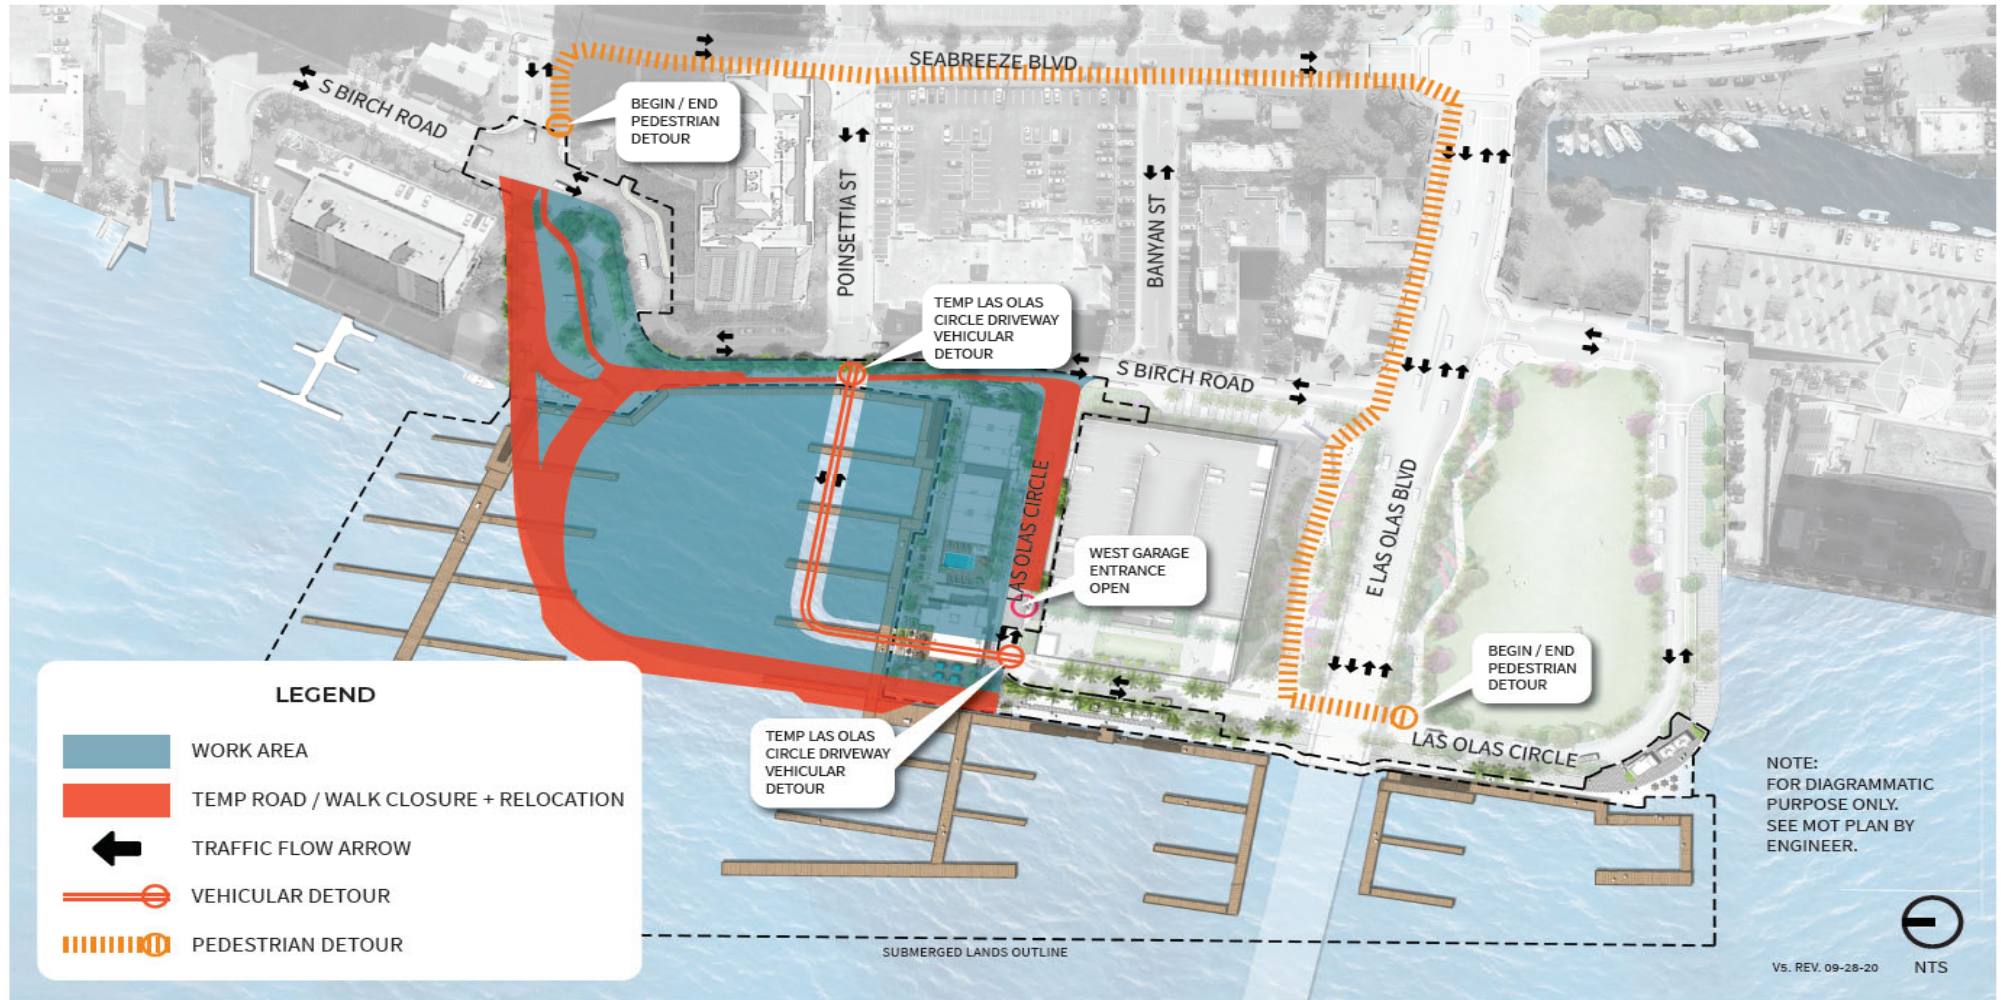 SEABREEZE BLVD
S BIRCH ROAD
BEGIN / END
PEDESTRIAN
DETOUR
POINSETTIA ST
BANYAN ST
TEMP LAS OLAS
CIRCLE DRIVEWAY
VEHICULAR
DETOUR
S BIRCH ROAD
LAS OLAS CIRCLE
E LAS OLAS BLVD
WEST GARAGE
ENTRANCE
OPEN
BEGIN / END
PEDESTRIAN
DETOUR
TEMP LAS OLAS
CIRCLE DRIVEWAY
VEHICULAR
DETOUR
LAS OLAS CIRCLE
LEGEND
WORK AREA
TEMP ROAD / WALK CLOSURE + RELOCATION
TRAFFIC FLOW ARROW
VEHICULAR DETOUR
PEDESTRIAN DETOUR
SUBMERGED LANDS OUTLINE
NOTE:
FOR DIAGRAMMATIC
PURPOSE ONLY.
SEE MOT PLAN BY
ENGINEER.
V5. REV. 09-28-20
NTS